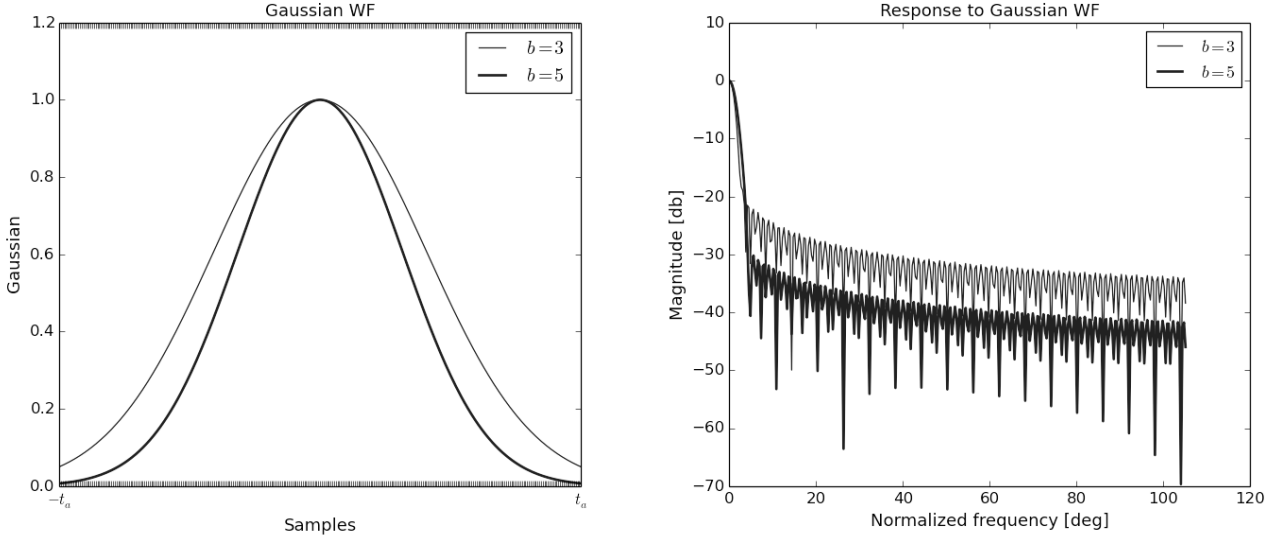 Gaussian WF
1.2
1.0
0.8
0.6
0.4
0.2
0.0
Gaussian
b=3
b=5
−tₐ
tₐ
Samples
Response to Gaussian WF
10
0
−10
−20
−30
−40
−50
−60
−70
Magnitude [db]
b=3
b=5
0
20
40
60
80
100
120
Normalized frequency [deg]